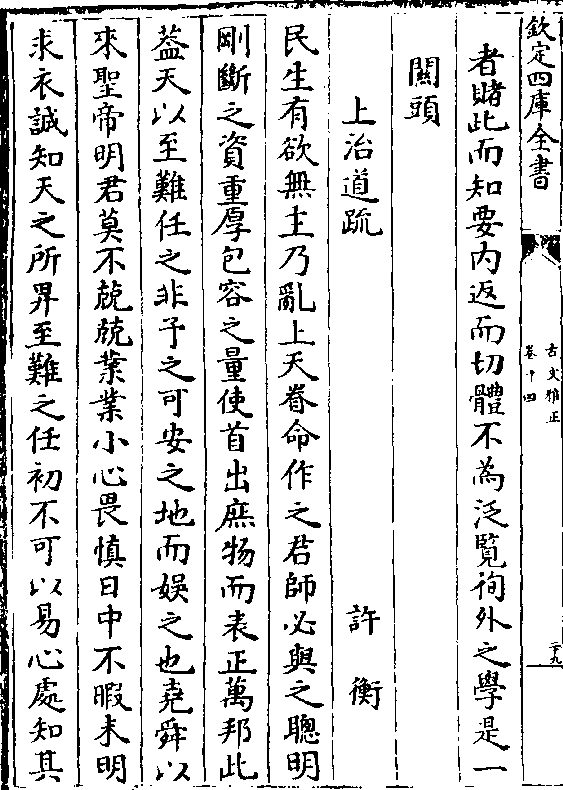 欽定四庫全書
古文雅正
卷十四
二十九
者賭此而知要内返而切體不為泛覽徇外之學是一
關頭
上治道疏
許衡
民生有欲無主乃亂上天眷命作之君師必與之聰明
剛斷之資重厚包容之量使首出庶物而表正萬邦此
葢天以至難任之非予之可安之地而娱之也堯舜以
來聖帝明君莫不兢兢業業小心畏慎日中不暇未明
求衣誠知天之所畀至難之任初不可以易心處知其